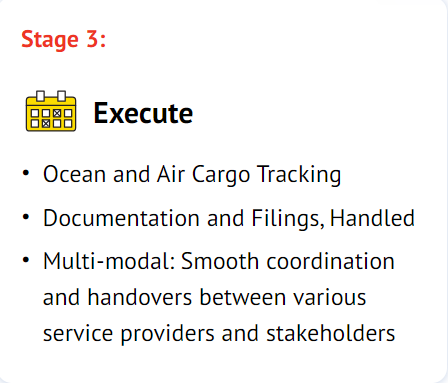 Stage 3:
Execute
• Ocean and Air Cargo Tracking
• Documentation and Filings, Handled
• Multi-modal: Smooth coordination
and handovers between various
service providers and stakeholders